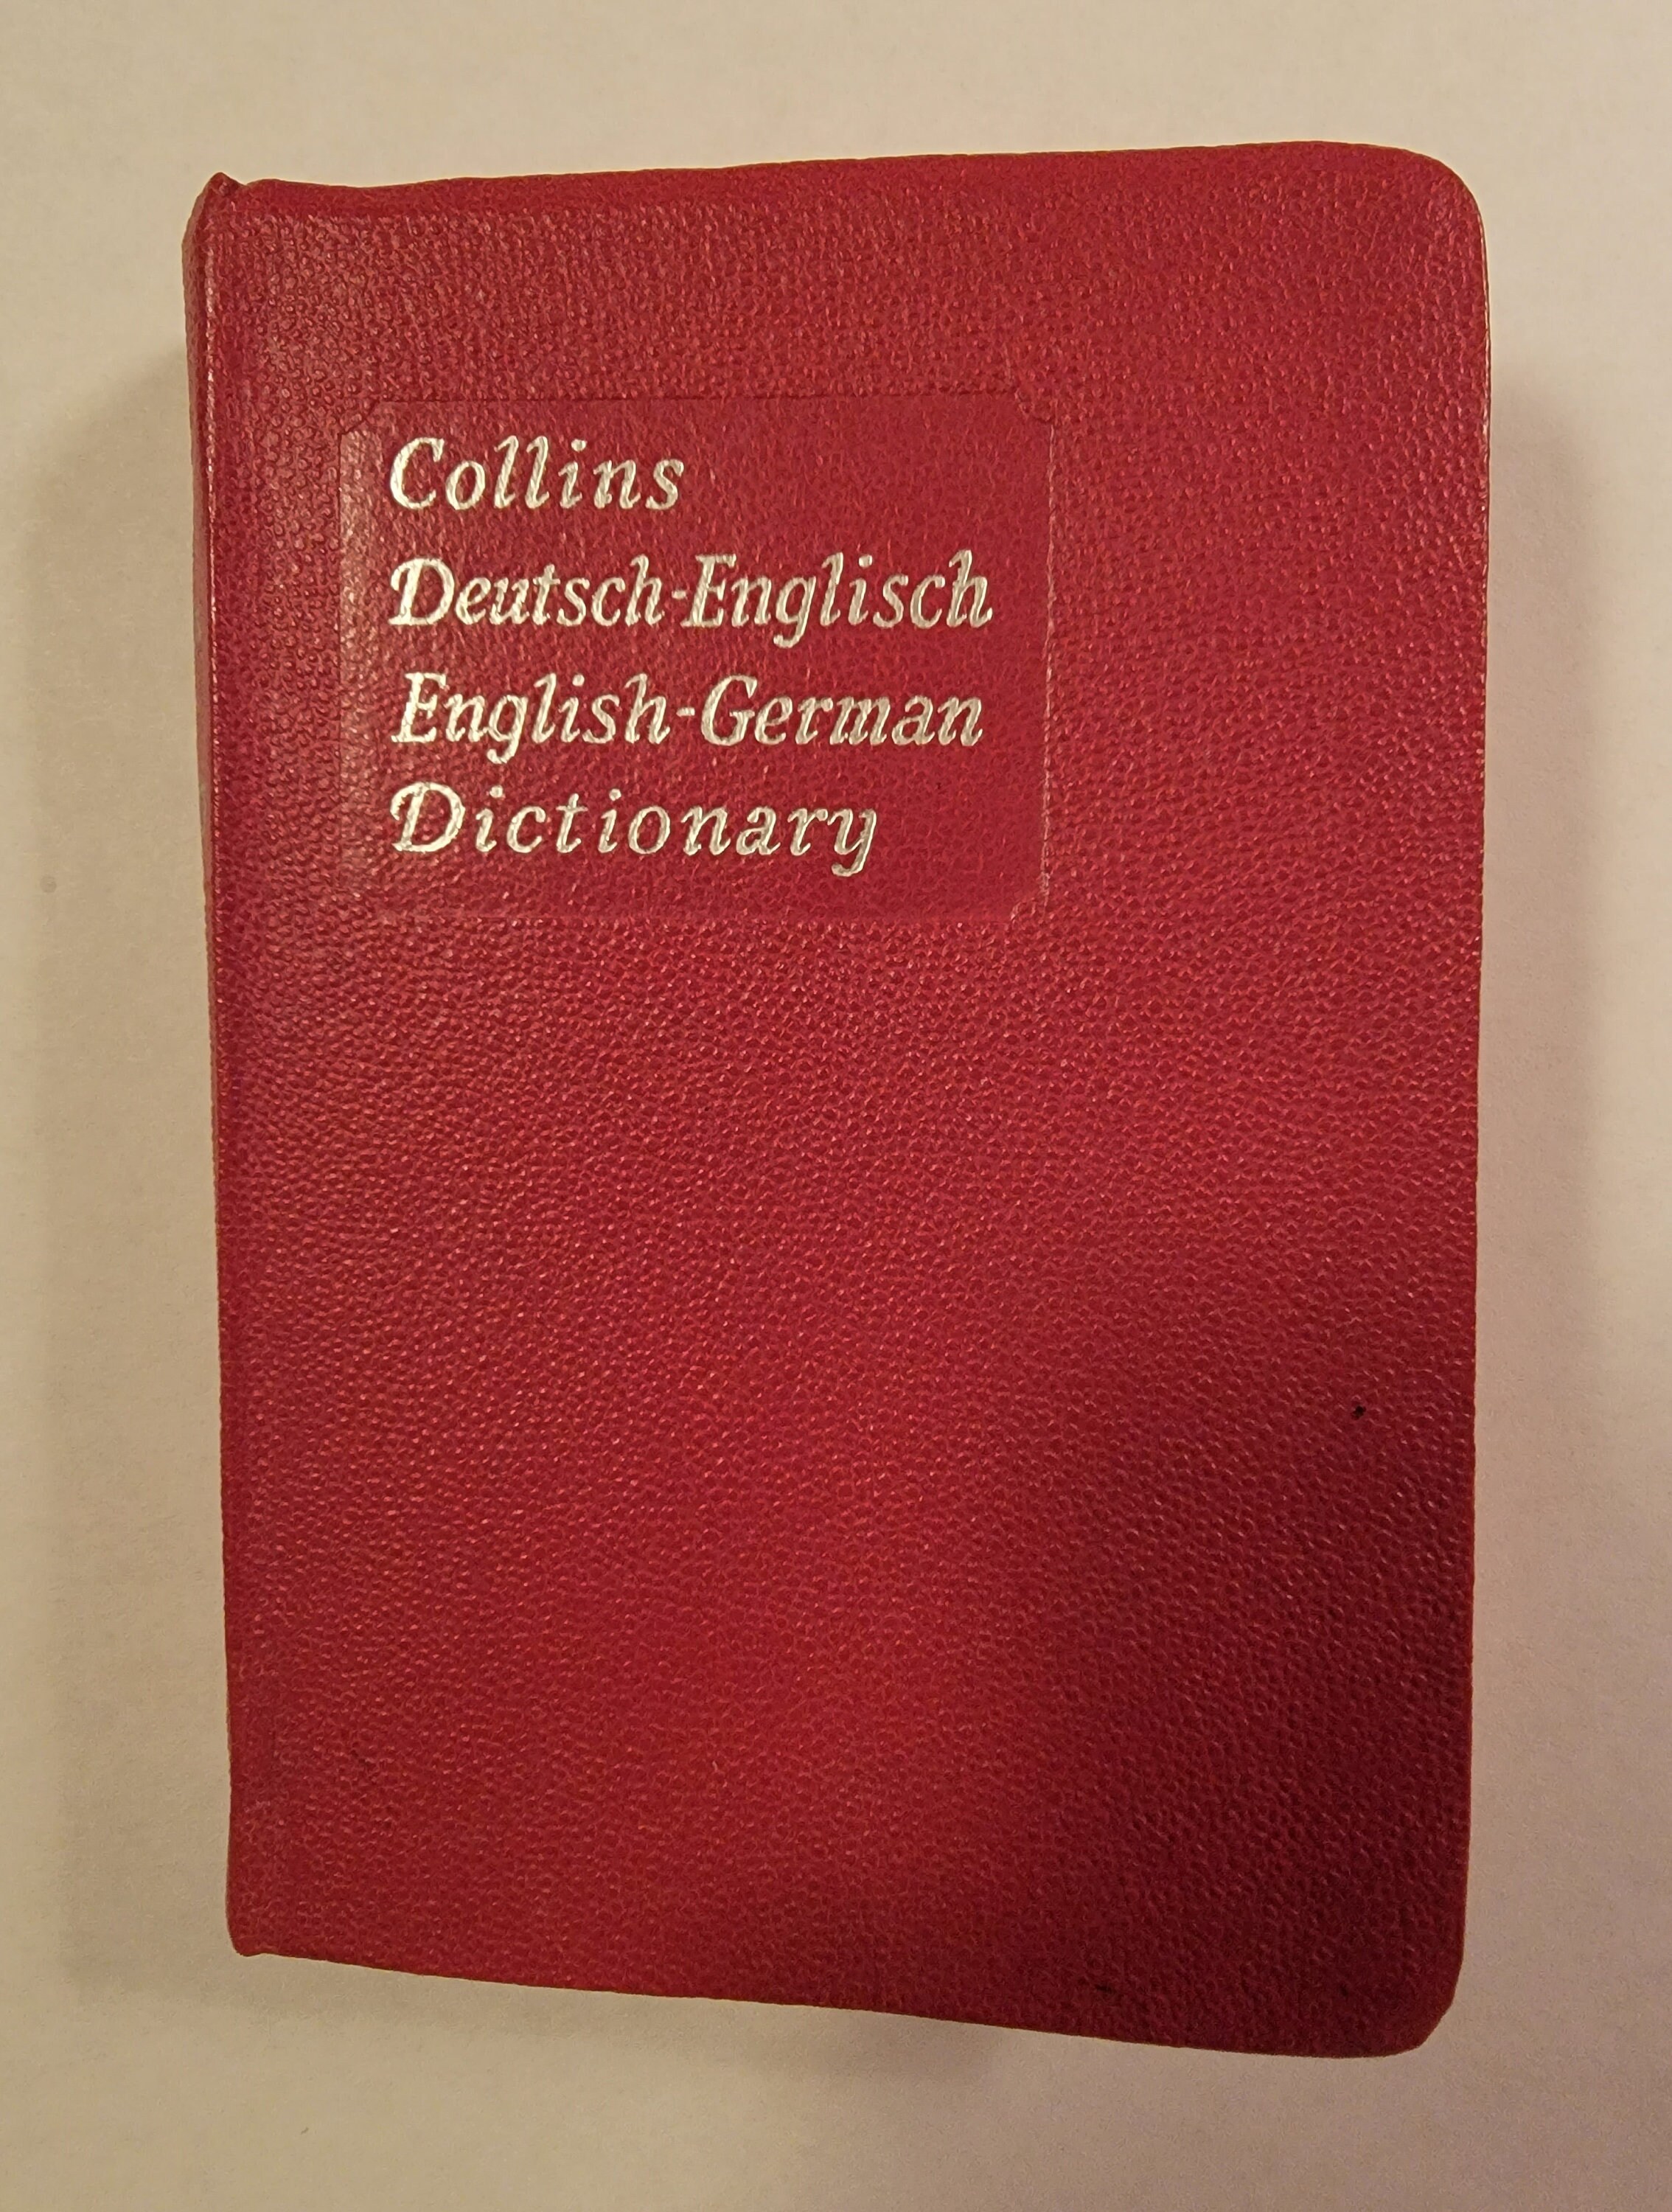 Collins
Deutsch-Englisch
English-German
Dictionary